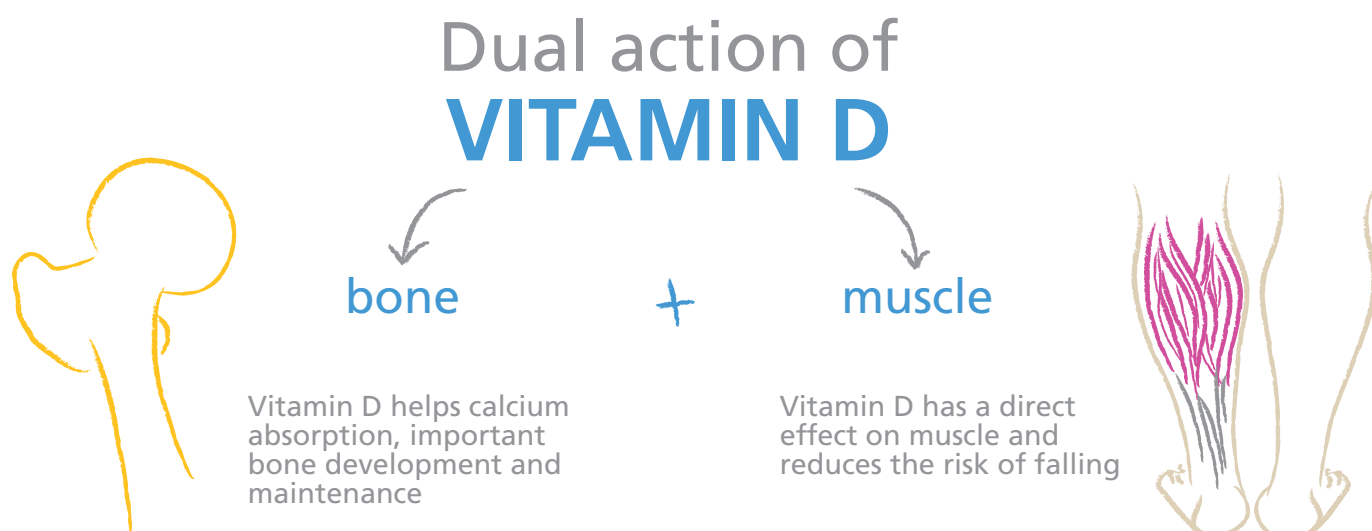 Dual action of
VITAMIN D
bone + muscle
Vitamin D helps calcium
absorption, important
bone development and
maintenance
Vitamin D has a direct
effect on muscle and
reduces the risk of falling